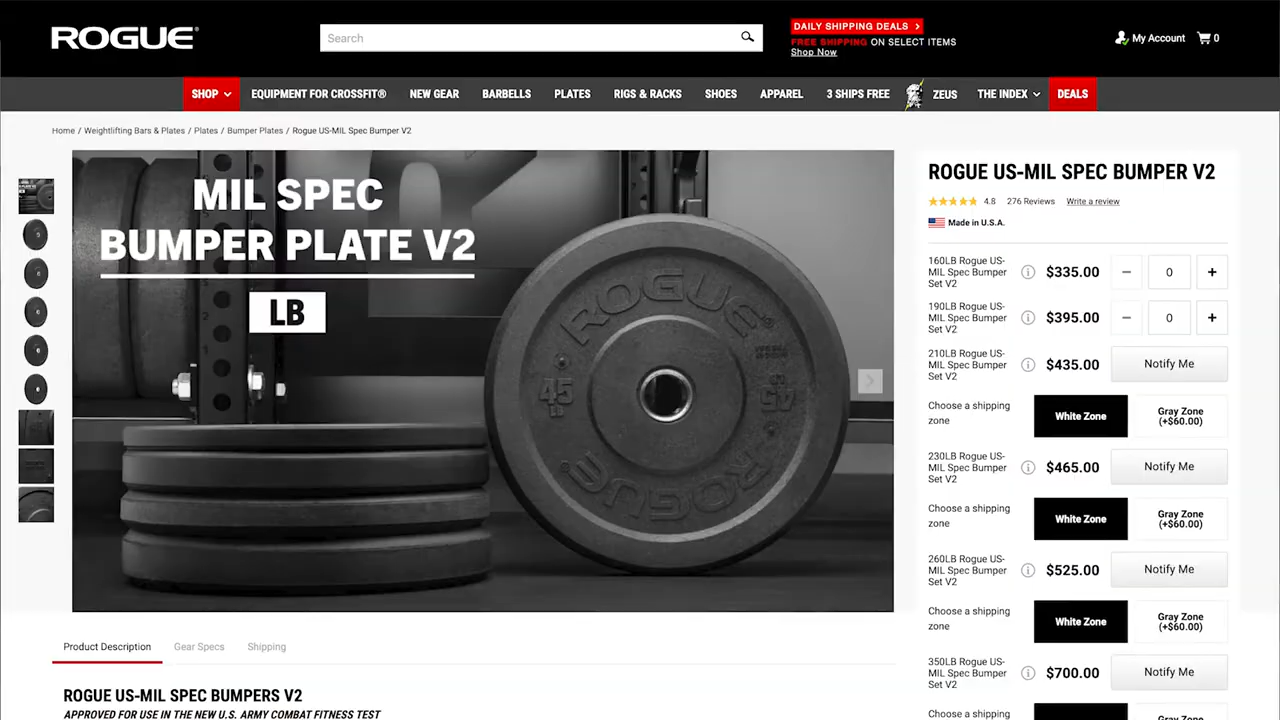 ROGUE®
Search
DAILY SHIPPING DEALS >
FREE SHIPPING ON SELECT ITEMS
Shop Now
My Account
0
SHOP
EQUIPMENT FOR CROSSFIT®
NEW GEAR
BARBELLS
PLATES
RIGS & RACKS
SHOES
APPAREL
3 SHIPS FREE
ZEUS
THE INDEX
DEALS
Home / Weightlifting Bars & Plates / Plates / Bumper Plates / Rogue US-MIL Spec Bumper V2
MIL SPEC
BUMPER PLATE V2
LB
ROGUE®
45
LB
45
ROGUE®
ROGUE US-MIL SPEC BUMPER V2
4.8 276 Reviews Write a review
Made in U.S.A.
160LB Rogue US-
MIL Spec Bumper
Set V2
$335.00
− 0 +
190LB Rogue US-
MIL Spec Bumper
Set V2
$395.00
− 0 +
210LB Rogue US-
MIL Spec Bumper
Set V2
$435.00
Notify Me
Choose a shipping
zone
White Zone
Gray Zone
(+$60.00)
230LB Rogue US-
MIL Spec Bumper
Set V2
$465.00
Notify Me
Choose a shipping
zone
White Zone
Gray Zone
(+$60.00)
260LB Rogue US-
MIL Spec Bumper
Set V2
$525.00
Notify Me
Choose a shipping
zone
White Zone
Gray Zone
(+$60.00)
350LB Rogue US-
MIL Spec Bumper
Set V2
$700.00
Notify Me
Choose a shipping
White Zone
Gray Zone
Product Description
Gear Specs
Shipping
ROGUE US-MIL SPEC BUMPERS V2
APPROVED FOR USE IN THE NEW U.S. ARMY COMBAT FITNESS TEST